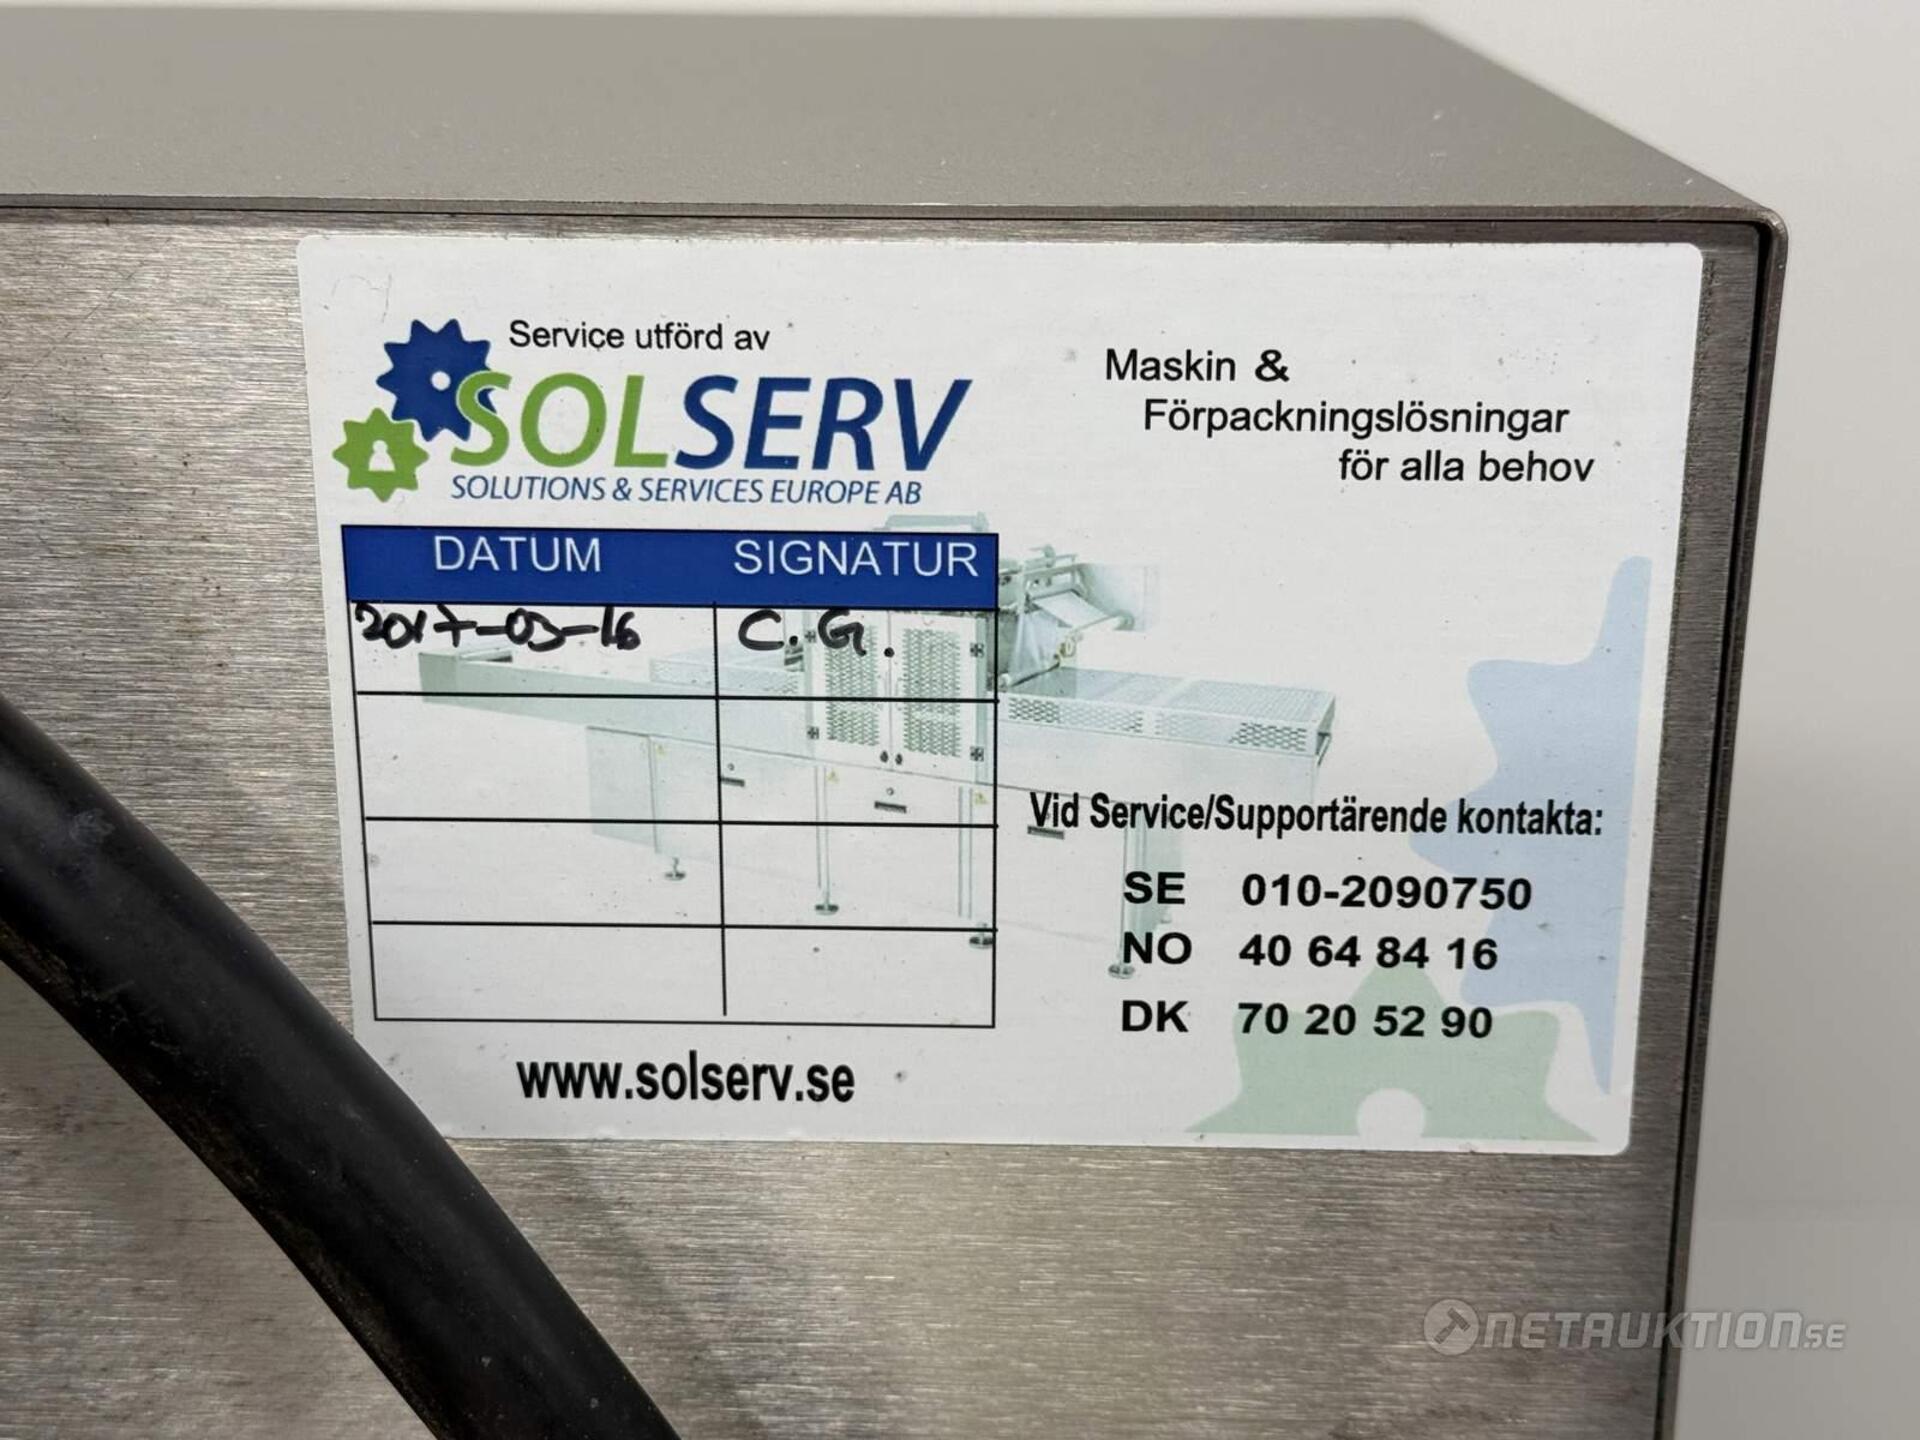 Service utförd av
SOLSERV
SOLUTIONS & SERVICES EUROPE AB
Maskin &
Förpackningslösningar
för alla behov
DATUM SIGNATUR
2017-03-16 C.G.
Vid Service/Supportärende kontakta:
SE 010-2090750
NO 40 64 84 16
DK 70 20 52 90
www.solserv.se
NETAUKTION.SE